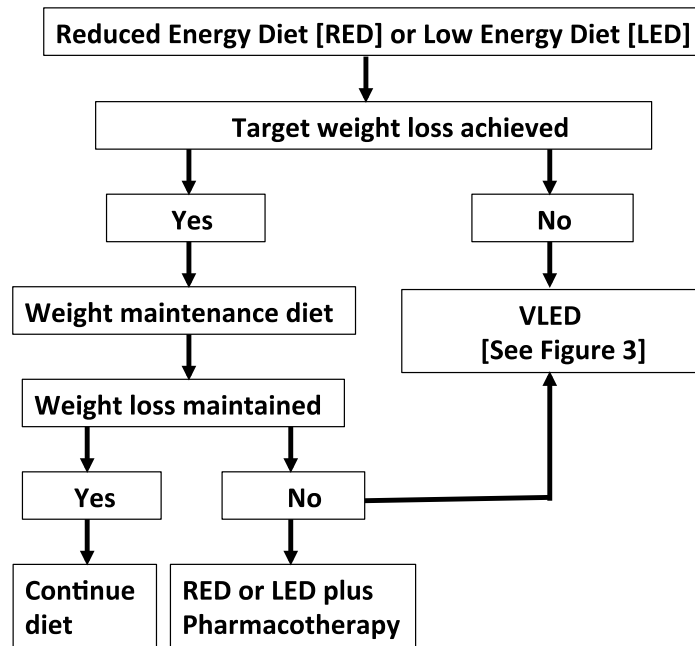 Reduced Energy Diet [RED] or Low Energy Diet [LED]
Target weight loss achieved
Yes
No
Weight maintenance diet
VLED
[See Figure 3]
Weight loss maintained
Yes
No
Continue
diet
RED or LED plus
Pharmacotherapy